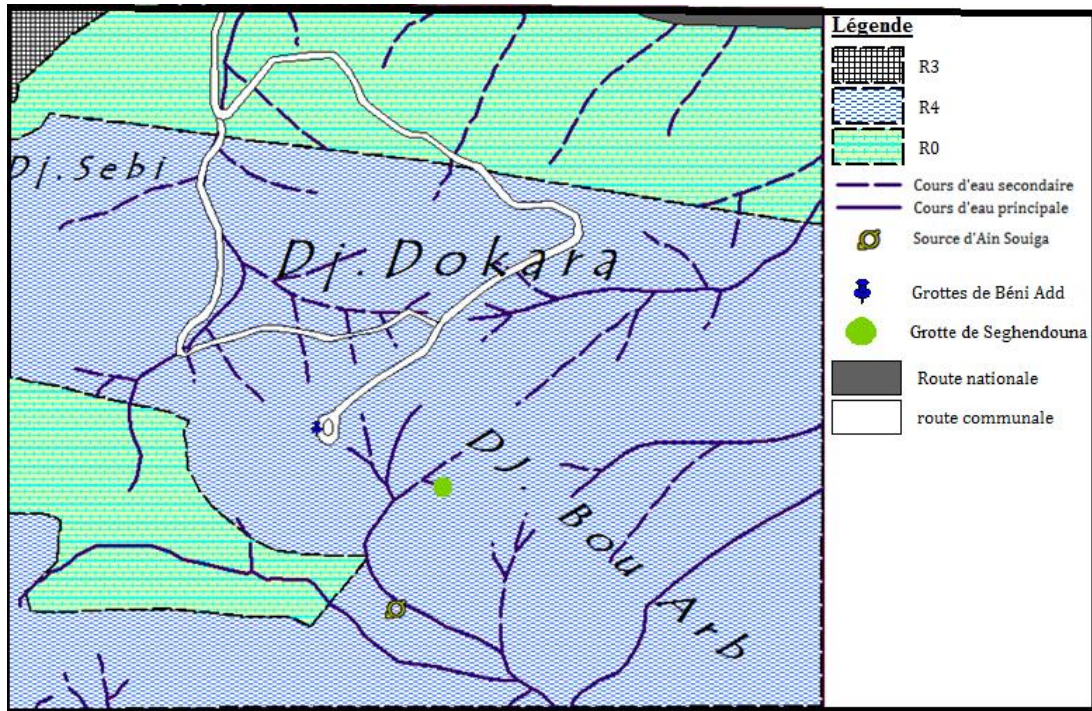 Légende
R3
R4
R0
Cours d'eau secondaire
Cours d'eau principale
Source d'Ain Souiga
Grottes de Béni Add
Grotte de Seghendouna
Route nationale
route communale
Dj.Sebi
Dj.Dokara
DJ. Bou Arb